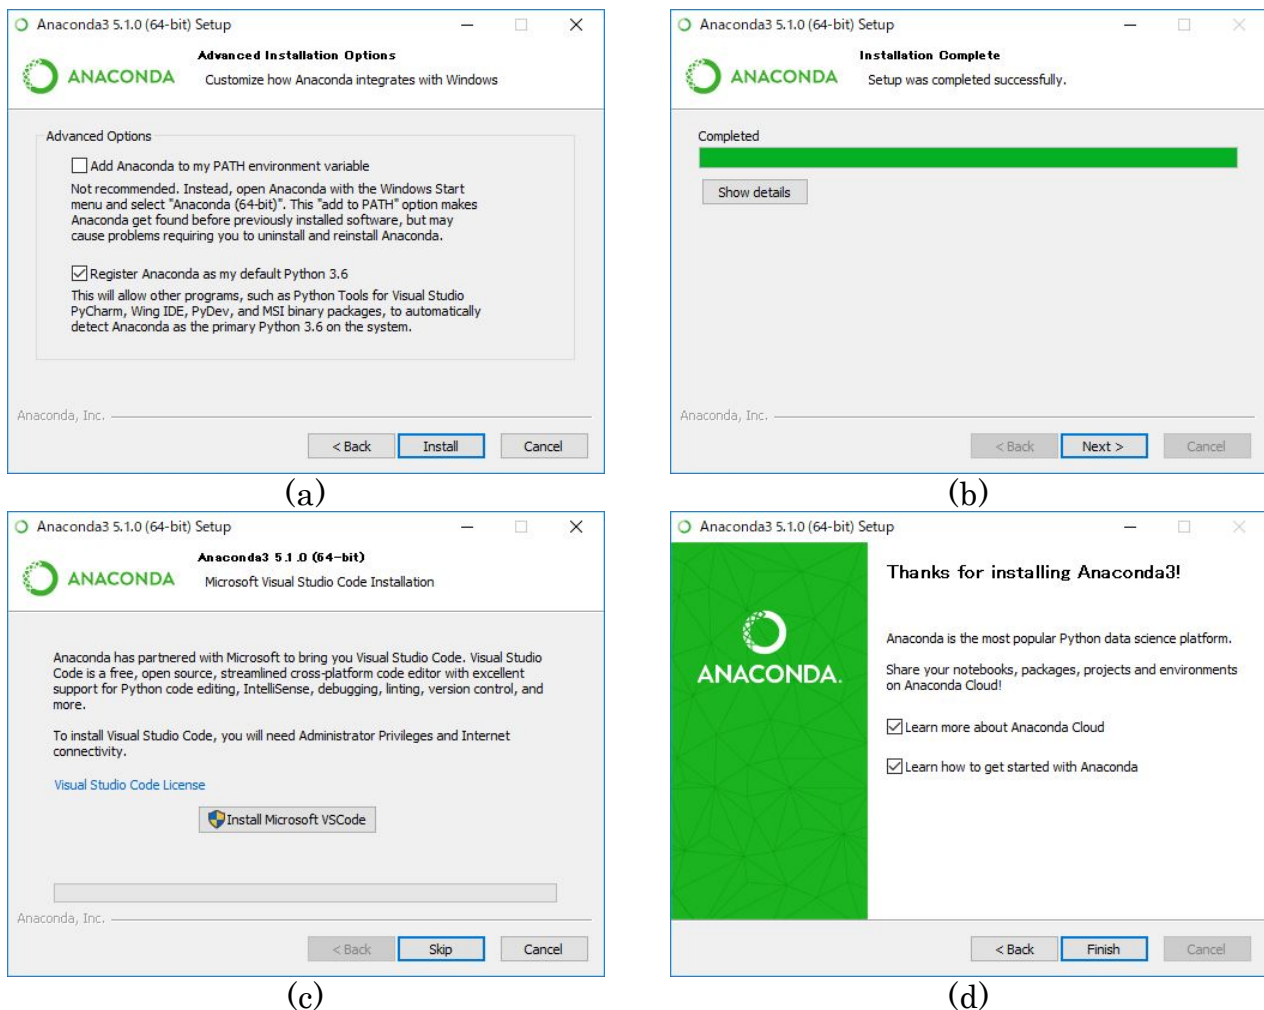 Anaconda3 5.1.0 (64-bit) Setup
Advanced Installation Options
ANACONDA
Customize how Anaconda integrates with Windows
Advanced Options
Add Anaconda to my PATH environment variable
Not recommended. Instead, open Anaconda with the Windows Start
menu and select "Anaconda (64-bit)". This "add to PATH" option makes
Anaconda get found before previously installed software, but may
cause problems requiring you to uninstall and reinstall Anaconda.
Register Anaconda as my default Python 3.6
This will allow other programs, such as Python Tools for Visual Studio
PyCharm, Wing IDE, PyDev, and MSI binary packages, to automatically
detect Anaconda as the primary Python 3.6 on the system.
Anaconda, Inc.
< Back
Install
Cancel
(a)
Anaconda3 5.1.0 (64-bit) Setup
Installation Complete
ANACONDA
Setup was completed successfully.
Completed
Show details
Anaconda, Inc.
< Back
Next >
Cancel
(b)
Anaconda3 5.1.0 (64-bit) Setup
Anaconda3 5.1.0 (64-bit)
ANACONDA
Microsoft Visual Studio Code Installation
Anaconda has partnered with Microsoft to bring you Visual Studio Code. Visual Studio
Code is a free, open source, streamlined cross-platform code editor with excellent
support for Python code editing, IntelliSense, debugging, linting, version control, and
more.
To install Visual Studio Code, you will need Administrator Privileges and Internet
connectivity.
Visual Studio Code License
Install Microsoft VSCode
Anaconda, Inc.
< Back
Skip
Cancel
(c)
Anaconda3 5.1.0 (64-bit) Setup
Thanks for installing Anaconda3!
ANACONDA.
Anaconda is the most popular Python data science platform.
Share your notebooks, packages, projects and environments
on Anaconda Cloud!
Learn more about Anaconda Cloud
Learn how to get started with Anaconda
< Back
Finish
Cancel
(d)